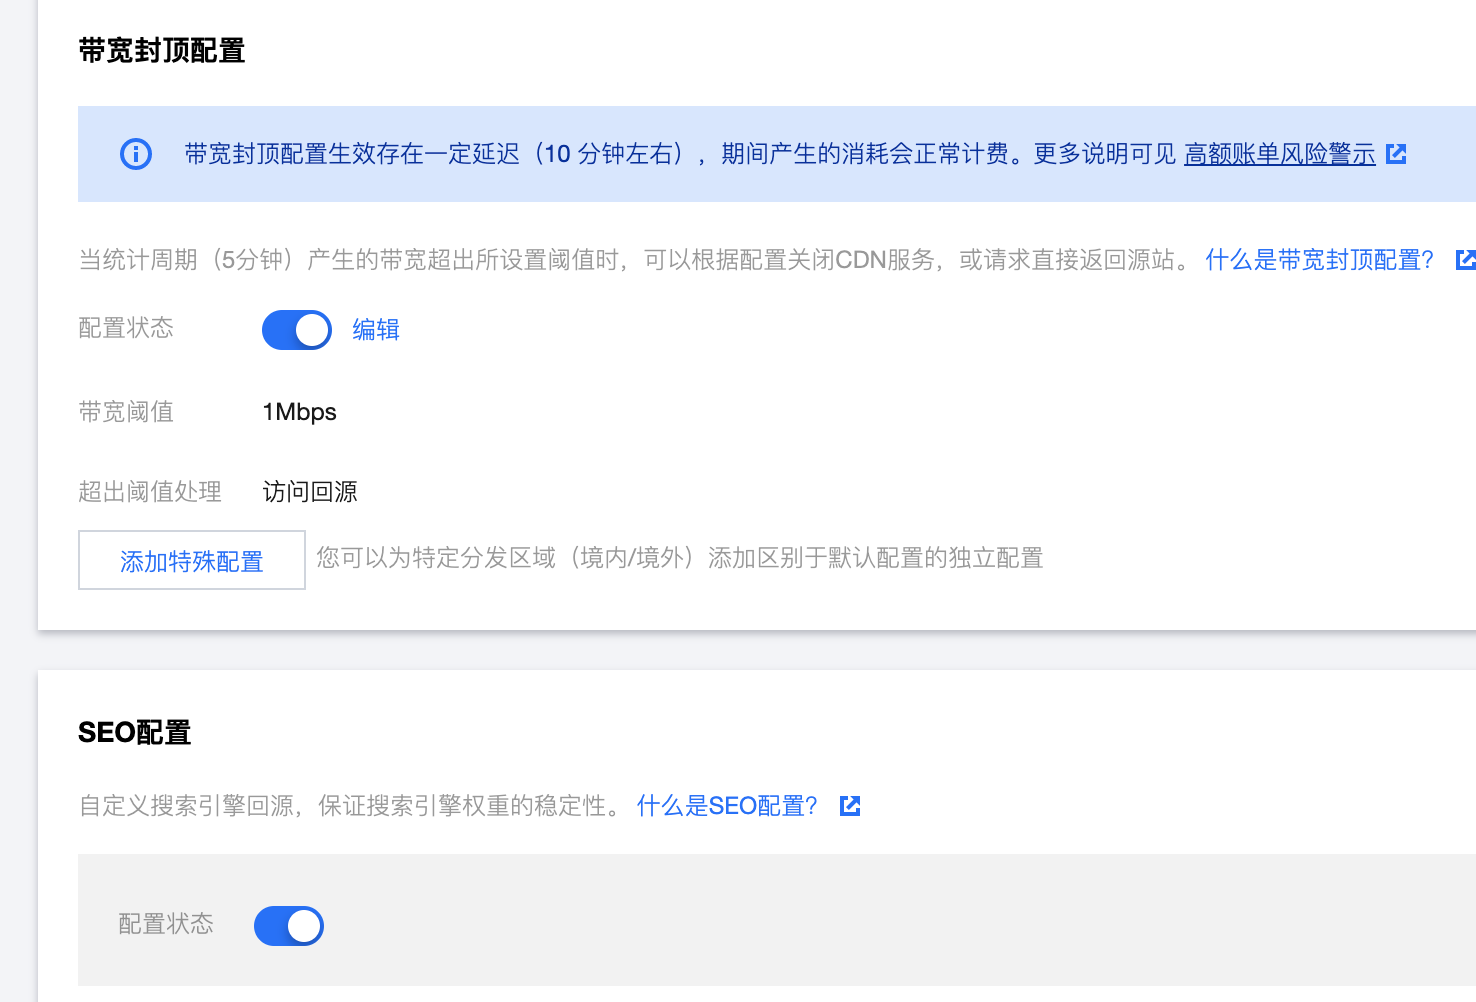 带宽封顶配置
带宽封顶配置生效存在一定延迟（10 分钟左右），期间产生的消耗会正常计费。更多说明可见 高额账单风险警示
当统计周期（5分钟）产生的带宽超出所设置阈值时，可以根据配置关闭CDN服务，或请求直接返回源站。 什么是带宽封顶配置?
配置状态 编辑
带宽阈值 1Mbps
超出阈值处理 访问回源
添加特殊配置 您可以为特定分发区域（境内/境外）添加区别于默认配置的独立配置
SEO配置
自定义搜索引擎回源，保证搜索引擎权重的稳定性。 什么是SEO配置?
配置状态